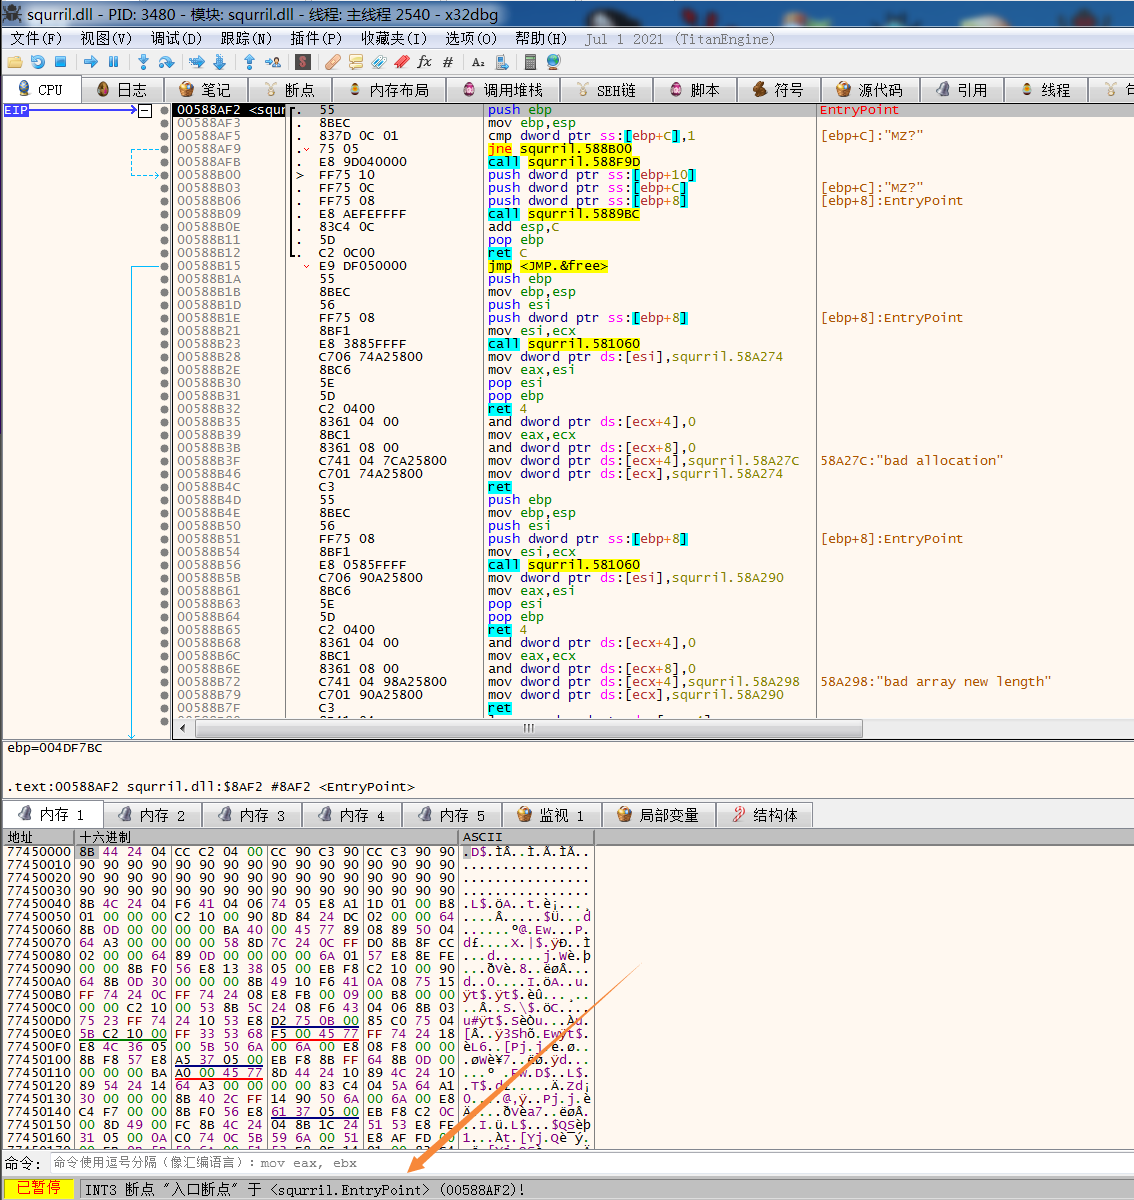 squrril.dll - PID: 3480 - 模块: squrril.dll - 线程: 主线程 2540 - x32dbg
文件(F) 视图(V) 调试(D) 跟踪(N) 插件(P) 收藏夹(I) 选项(O) 帮助(H) Jul 1 2021 (TitanEngine)
CPU 日志 笔记 断点 内存布局 调用堆栈 SEH链 脚本 符号 源代码 引用 线程
EIP 00588AF2 <squr 55 push ebp EntryPoint
00588AF3 8BEC mov ebp,esp
00588AF5 837D 0C 01 cmp dword ptr ss:[ebp+C],1 [ebp+C]:"MZ?"
00588AF9 75 05 jne squrril.588B00
00588AFB E8 9D040000 call squrril.588F9D
00588B00 > FF75 10 push dword ptr ss:[ebp+10]
00588B03 FF75 0C push dword ptr ss:[ebp+C] [ebp+C]:"MZ?"
00588B06 FF75 08 push dword ptr ss:[ebp+8] [ebp+8]:EntryPoint
00588B09 E8 AEFEFFFF call squrril.5889BC
00588B0E 83C4 0C add esp,C
00588B11 5D pop ebp
00588B12 C2 0C00 ret C
00588B15 E9 DF050000 jmp <JMP.&free>
00588B1A 55 push ebp
00588B1B 8BEC mov ebp,esp
00588B1D 56 push esi
00588B1E FF75 08 push dword ptr ss:[ebp+8] [ebp+8]:EntryPoint
00588B21 8BF1 mov esi,ecx
00588B23 E8 3885FFFF call squrril.581060
00588B28 C706 74A25800 mov dword ptr ds:[esi],squrril.58A274
00588B2E 8BC6 mov eax,esi
00588B30 5E pop esi
00588B31 5D pop ebp
00588B32 C2 0400 ret 4
00588B35 8361 04 00 and dword ptr ds:[ecx+4],0
00588B39 8BC1 mov eax,ecx
00588B3B 8361 08 00 and dword ptr ds:[ecx+8],0
00588B3F C741 04 7CA25800 mov dword ptr ds:[ecx+4],squrril.58A27C 58A27C:"bad allocation"
00588B46 C701 74A25800 mov dword ptr ds:[ecx],squrril.58A274
00588B4C C3 ret
00588B4D 55 push ebp
00588B4E 8BEC mov ebp,esp
00588B50 56 push esi
00588B51 FF75 08 push dword ptr ss:[ebp+8] [ebp+8]:EntryPoint
00588B54 8BF1 mov esi,ecx
00588B56 E8 0585FFFF call squrril.581060
00588B5B C706 90A25800 mov dword ptr ds:[esi],squrril.58A290
00588B61 8BC6 mov eax,esi
00588B63 5E pop esi
00588B64 5D pop ebp
00588B65 C2 0400 ret 4
00588B68 8361 04 00 and dword ptr ds:[ecx+4],0
00588B6C 8BC1 mov eax,ecx
00588B6E 8361 08 00 and dword ptr ds:[ecx+8],0
00588B72 C741 04 98A25800 mov dword ptr ds:[ecx+4],squrril.58A298 58A298:"bad array new length"
00588B79 C701 90A25800 mov dword ptr ds:[ecx],squrril.58A290
00588B7F C3 ret
ebp=004DF7BC
.text:00588AF2 squrril.dll:$8AF2 #8AF2 <EntryPoint>
内存 1 内存 2 内存 3 内存 4 内存 5 监视 1 局部变量 结构体
地址 十六进制 ASCII
77450000 8B 44 24 04 CC C2 04 00 CC 90 C3 90 CC C3 90 90 .D$.ÌÂ..Ì.Ã.ÌÃ..
77450010 90 90 90 90 90 90 90 90 90 90 90 90 90 90 90 90 ................
77450020 90 90 90 90 90 90 90 90 90 90 90 90 90 90 90 90 ................
77450030 90 90 90 90 90 90 90 90 90 90 90 90 90 90 90 90 ................
77450040 8B 4C 24 04 F6 41 04 06 74 05 E8 A1 1D 01 00 B8 .L$.öA..t.è¡...¸
77450050 01 00 00 00 C2 10 00 90 8D 84 24 DC 02 00 00 64 ....Â.....$Ü...d
77450060 8B 0D 00 00 00 00 BA 40 00 45 77 89 08 89 50 04 ......º@.Ew...P.
77450070 64 A3 00 00 00 00 58 8D 7C 24 0C FF D0 8B 8F CC d£....X.|$.ÿÐ..Ì
77450080 02 00 00 64 89 0D 00 00 00 00 6A 01 57 E8 8E FE ...d......j.Wè.þ
77450090 00 00 8B F0 56 E8 13 38 05 00 EB F8 C2 10 00 90 ...ðVè.8..ëøÂ...
774500A0 64 8B 0D 30 00 00 00 8B 49 10 F6 41 0A 08 75 15 d..0....I.öA..u.
774500B0 FF 74 24 0C FF 74 24 08 E8 FB 00 09 00 B8 00 00 ÿt$.ÿt$.èû...¸..
774500C0 00 00 C2 10 00 53 8B 5C 24 08 F6 43 04 06 8B 03 ..Â..S.\$.öC....
774500D0 75 23 FF 74 24 10 53 E8 D2 75 0B 00 85 C0 75 04 u#ÿt$.SèÒu...Àu.
774500E0 5B C2 10 00 FF 33 53 68 F5 00 45 77 FF 74 24 18 [Â..ÿ3Shõ.Ewÿt$.
774500F0 E8 4C 36 05 00 5B 50 6A 00 6A 00 E8 08 F8 00 00 èL6..[Pj.j.è.ø..
77450100 8B F8 57 E8 A5 37 05 00 EB F8 8B FF 64 8B 0D 00 .øWè¥7..ëø.ÿd...
77450110 00 00 00 BA A0 00 45 77 8D 44 24 10 89 4C 24 10 ...º .Ew.D$..L$.
77450120 89 54 24 14 64 A3 00 00 00 00 83 C4 04 5A 64 A1 .T$.d£.....Ä.Zd¡
77450130 30 00 00 00 8B 40 2C FF 14 90 50 6A 00 6A 00 E8 0....@,ÿ..Pj.j.è
77450140 C4 F7 00 00 8B F0 56 E8 61 37 05 00 EB F8 C2 0C Ä÷...ðVèa7..ëøÂ.
77450150 00 8D 49 00 FC 8B 4C 24 04 8B 1C 24 51 53 E8 FE ..I.ü.L$...$QSèþ
77450160 31 05 00 0A C0 74 0C 5B 59 6A 00 51 E8 AF FD 00 1...Àt.[Yj.Qè¯ý.
命令: 命令使用逗号分隔（像汇编语言）: mov eax, ebx
已暂停 INT3 断点 "入口断点" 于 <squrril.EntryPoint> (00588AF2)!